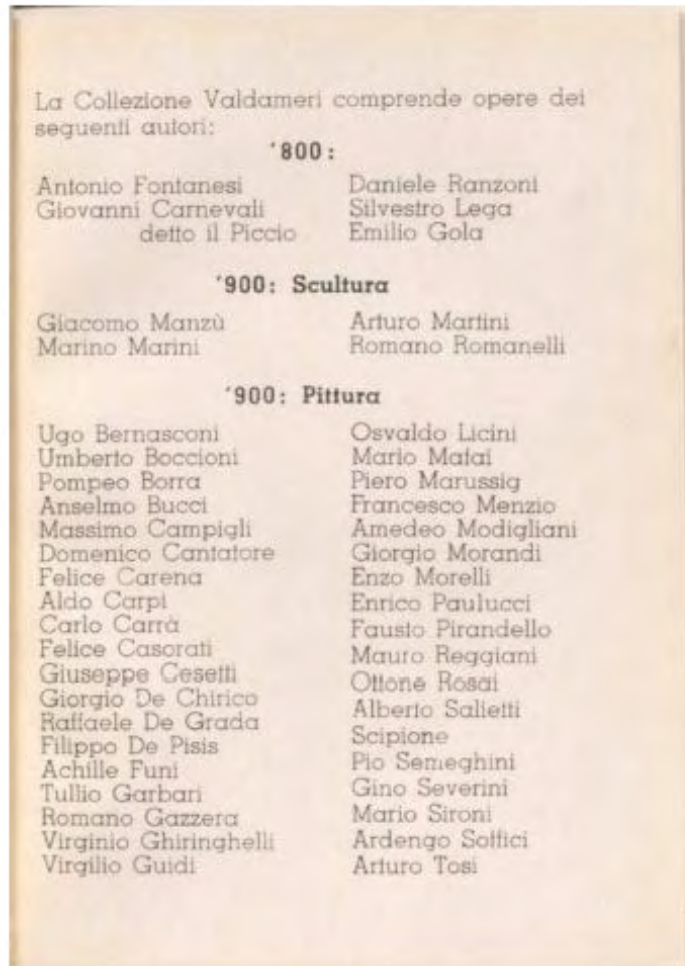 La Collezione Valdameri comprende opere dei
seguenti autori:
'800:
Antonio Fontanesi
Giovanni Carnevali
detto il Piccio
Daniele Ranzoni
Silvestro Lega
Emilio Gola
'900: Scultura
Giacomo Manzù
Marino Marini
Arturo Martini
Romano Romanelli
'900: Pittura
Ugo Bernasconi
Umberto Boccioni
Pompeo Borra
Anselmo Bucci
Massimo Campigli
Domenico Cantatore
Felice Carena
Aldo Carpi
Carlo Carrà
Felice Casorati
Giuseppe Cesetti
Giorgio De Chirico
Raffaele De Grada
Filippo De Pisis
Achille Funi
Tullio Garbari
Romano Gazzera
Virginio Ghiringhelli
Virgilio Guidi
Osvaldo Licini
Mario Mafai
Piero Marussig
Francesco Menzio
Amedeo Modigliani
Giorgio Morandi
Enzo Morelli
Enrico Paulucci
Fausto Pirandello
Mauro Reggiani
Ottone Rosai
Alberto Salietti
Scipione
Pio Semeghini
Gino Severini
Mario Sironi
Ardengo Soffici
Arturo Tosi